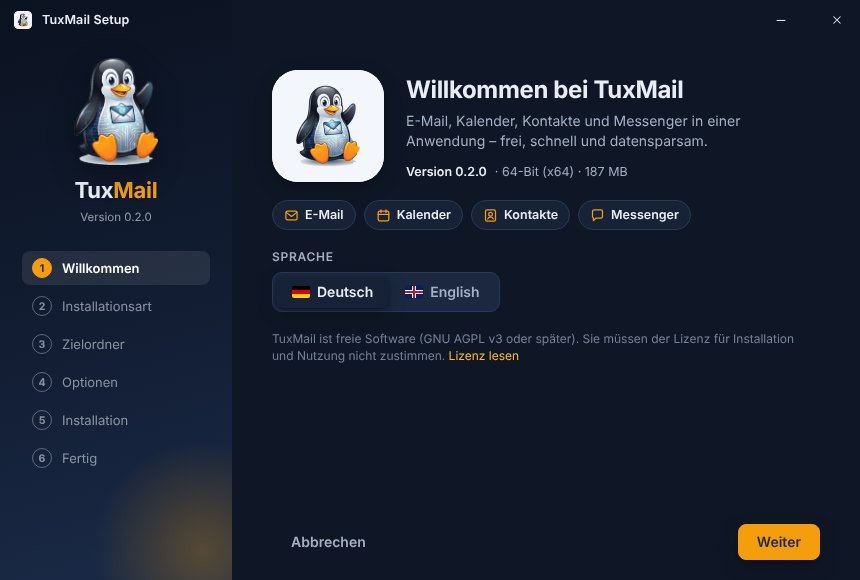 TuxMail Setup
TuxMail
Version 0.2.0
1 Willkommen
2 Installationsart
3 Zielordner
4 Optionen
5 Installation
6 Fertig
Willkommen bei TuxMail
E-Mail, Kalender, Kontakte und Messenger in einer
Anwendung – frei, schnell und datensparsam.
Version 0.2.0 · 64-Bit (x64) · 187 MB
E-Mail Kalender Kontakte Messenger
SPRACHE
Deutsch English
TuxMail ist freie Software (GNU AGPL v3 oder später). Sie müssen der Lizenz für Installation
und Nutzung nicht zustimmen. Lizenz lesen
Abbrechen Weiter